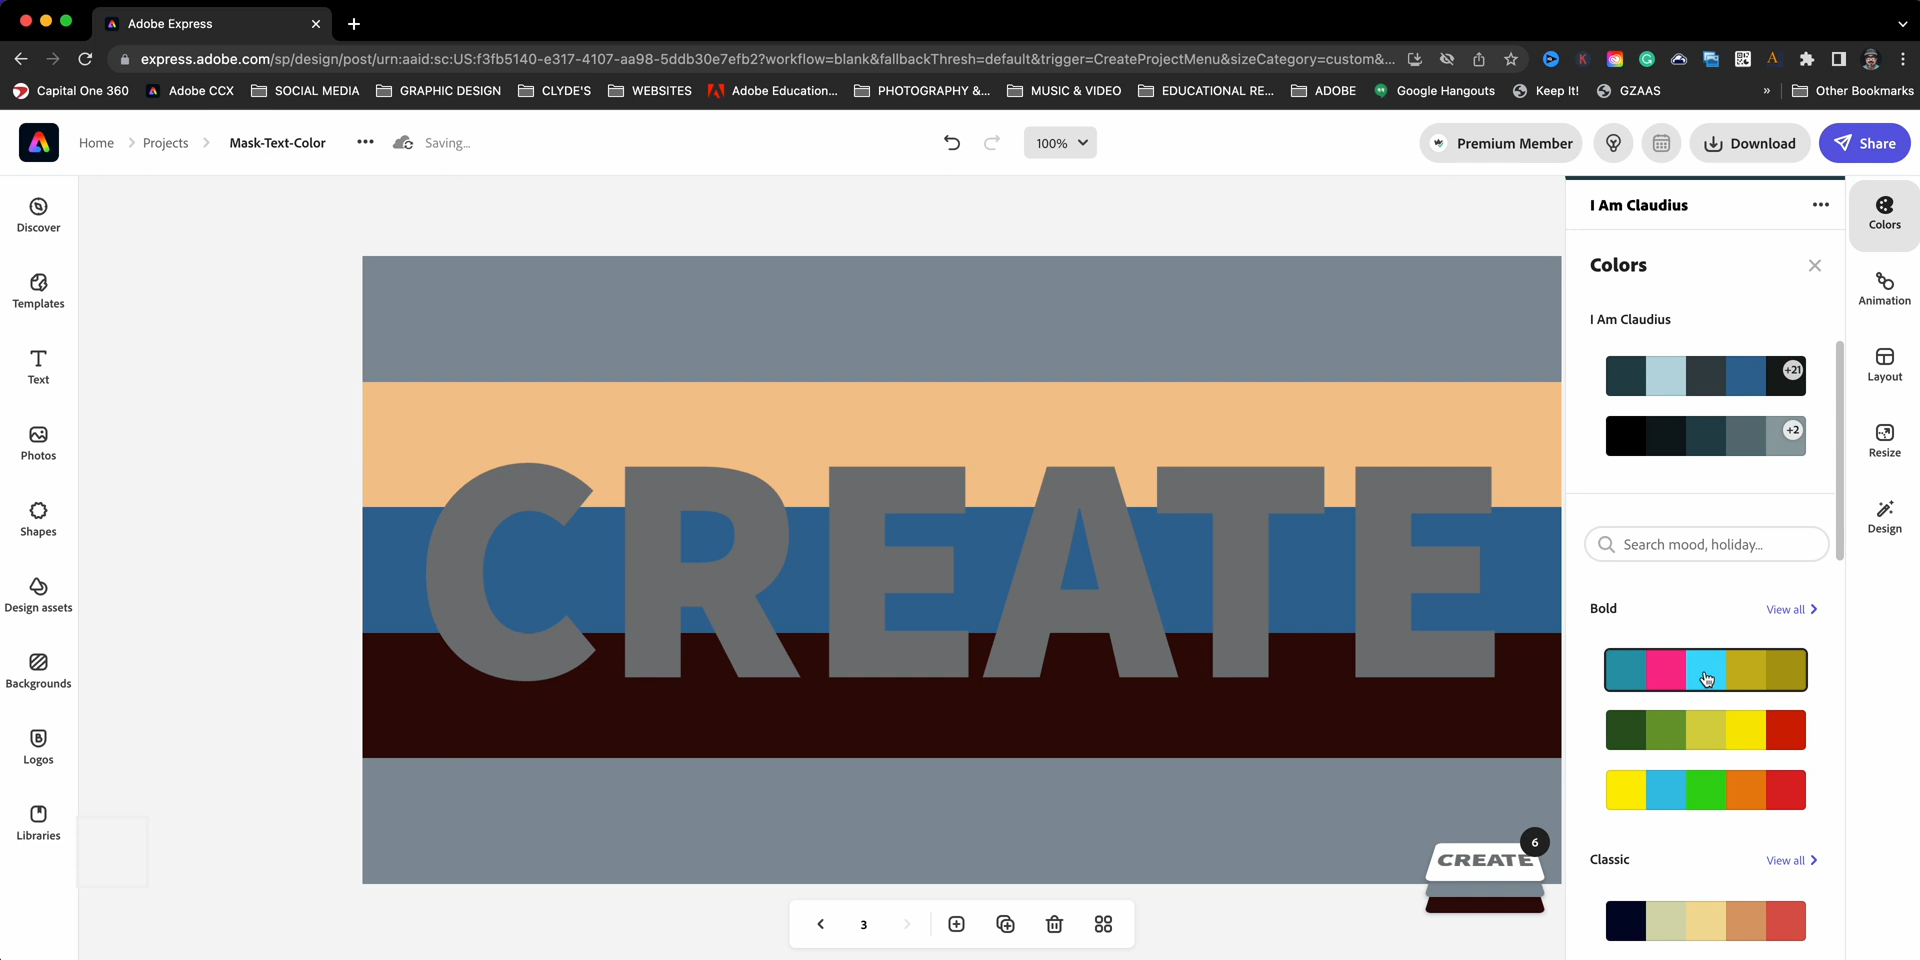 Adobe Express
express.adobe.com/sp/design/post/urn:aaid:sc:US:f3fb5140-e317-4107-aa98-5ddb30e7efb2?workflow=blank&fallbackThresh=default&trigger=CreateProjectMenu&sizeCategory=custom&...
Capital One 360 Adobe CCX SOCIAL MEDIA GRAPHIC DESIGN CLYDE'S WEBSITES Adobe Education... PHOTOGRAPHY &... MUSIC & VIDEO EDUCATIONAL RE... ADOBE Google Hangouts Keep It! GZAAS » Other Bookmarks
Home Projects Mask-Text-Color Saving... 100% Premium Member Download Share
Discover
Templates
Text
Photos
Shapes
Design assets
Backgrounds
Logos
Libraries
CREATE
CREATE
6
3
I Am Claudius
Colors
I Am Claudius
+21
+2
Search mood, holiday...
Bold View all
Classic View all
Colors
Animation
Layout
Resize
Design